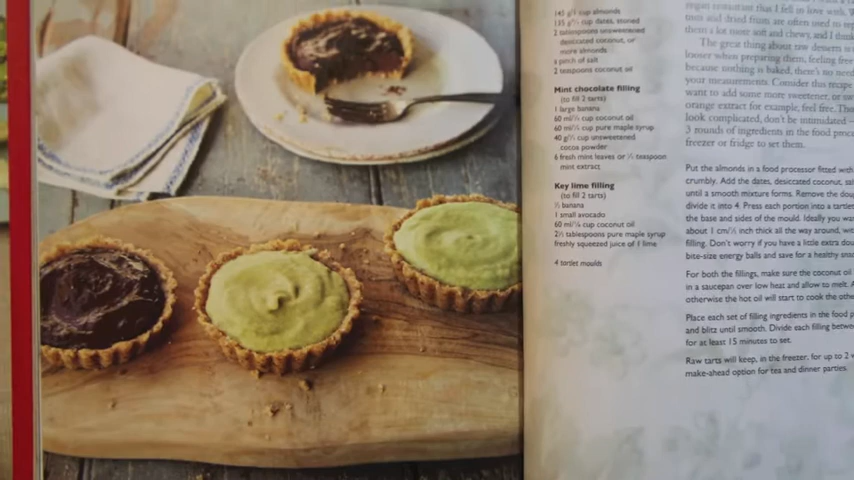 145 g/1 cup almonds
135 g/1 cup dates, stoned
2 tablespoons unsweetened
desiccated coconut, or
more almonds
a pinch of salt
2 teaspoons coconut oil
Mint chocolate filling
(to fill 2 tarts)
1 large banana
60 ml/¼ cup coconut oil
60 ml/¼ cup pure maple syrup
40 g/½ cup unsweetened
cocoa powder
6 fresh mint leaves or ½ teaspoon
mint extract
Key lime filling
(to fill 2 tarts)
½ banana
1 small avocado
60 ml/¼ cup coconut oil
2½ tablespoons pure maple syrup
freshly squeezed juice of 1 lime
4 tartlet moulds
vegan restaurant that I fell in love with.
and dried fruit are often used to
them a lot more soft and chewy, and I
The great thing about raw desserts is
looser when preparing them, feeling free
because nothing is baked, there's no need
your measurements. Consider this recipe
want to add some more sweetener, or
orange extract for example, feel free.
look complicated, don't be intimidated –
3 rounds of ingredients in the food
freezer or fridge to set them.
Put the almonds in a food processor fitted with
crumbly. Add the dates, desiccated coconut,
until a smooth mixture forms. Remove the
divide it into 4. Press each portion into a
the base and sides of the mould. Ideally you
about 1 cm/½ inch thick all the way around,
filling. Don't worry if you have a little extra
bite-size energy balls and save for a healthy
For both the fillings, make sure the coconut oil
in a saucepan over low heat and allow to melt. A
otherwise the hot oil will start to cook the
Place each set of filling ingredients in the food
and blitz until smooth. Divide each filling
for at least 15 minutes to set.
Raw tarts will keep, in the freezer, for up to 2
make-ahead option for tea and dinner parties.